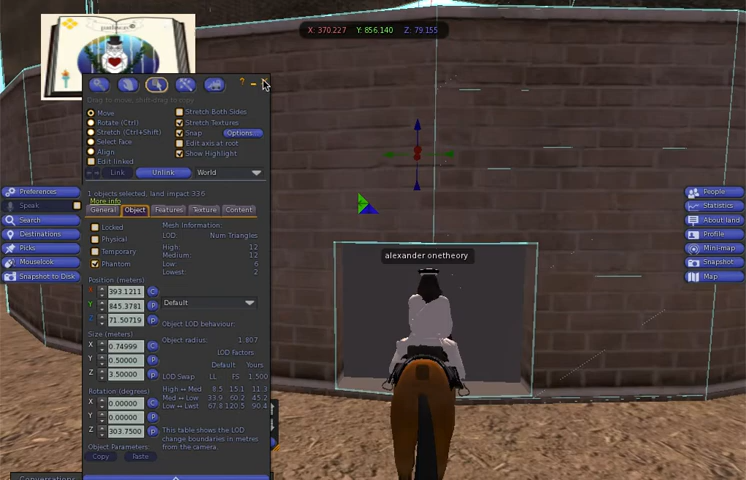 X: 370.227 Y: 856.140 Z: 79.155
?
Drag to move, shift-drag to copy
Move
Rotate (Ctrl)
Stretch (Ctrl+Shift)
Select Face
Align
Edit linked
Stretch Both Sides
Stretch Textures
Snap
Options...
Edit axis at root
Show Highlight
Link
Unlink
World
1 objects selected, land impact 336
More info
General
Object
Features
Texture
Content
Locked
Physical
Temporary
Phantom
Mesh Information:
LOD Num Triangles
High: 12
Medium: 12
Low: 6
Lowest: 2
Position (meters)
X 393.1211 C
Y 845.3781 P
Z 71.50719 P
Default
Size (meters)
X 0.74999 C
Y 0.50000 P
Z 3.50000 P
Object LOD behaviour:
Object radius: 1.807
LOD Factors
Default Yours
LOD Swap: LL - FS 1.500
High ↔ Med 8.5 15.1 11.3
Med ↔ Low 33.9 60.2 45.2
Low ↔ Lwst 67.8 120.5 90.4
Rotation (degrees)
X 0.00000 C
Y 0.00000 P
Z 303.7500 P
This table shows the LOD
change boundaries in metres
from the camera.
Object Parameters
Copy
Paste
Preferences
Speak
Search
Destinations
Picks
Mouselook
Snapshot to Disk
People
Statistics
About land
Profile
Mini-map
Snapshot
Map
alexander onetheory
Conversations